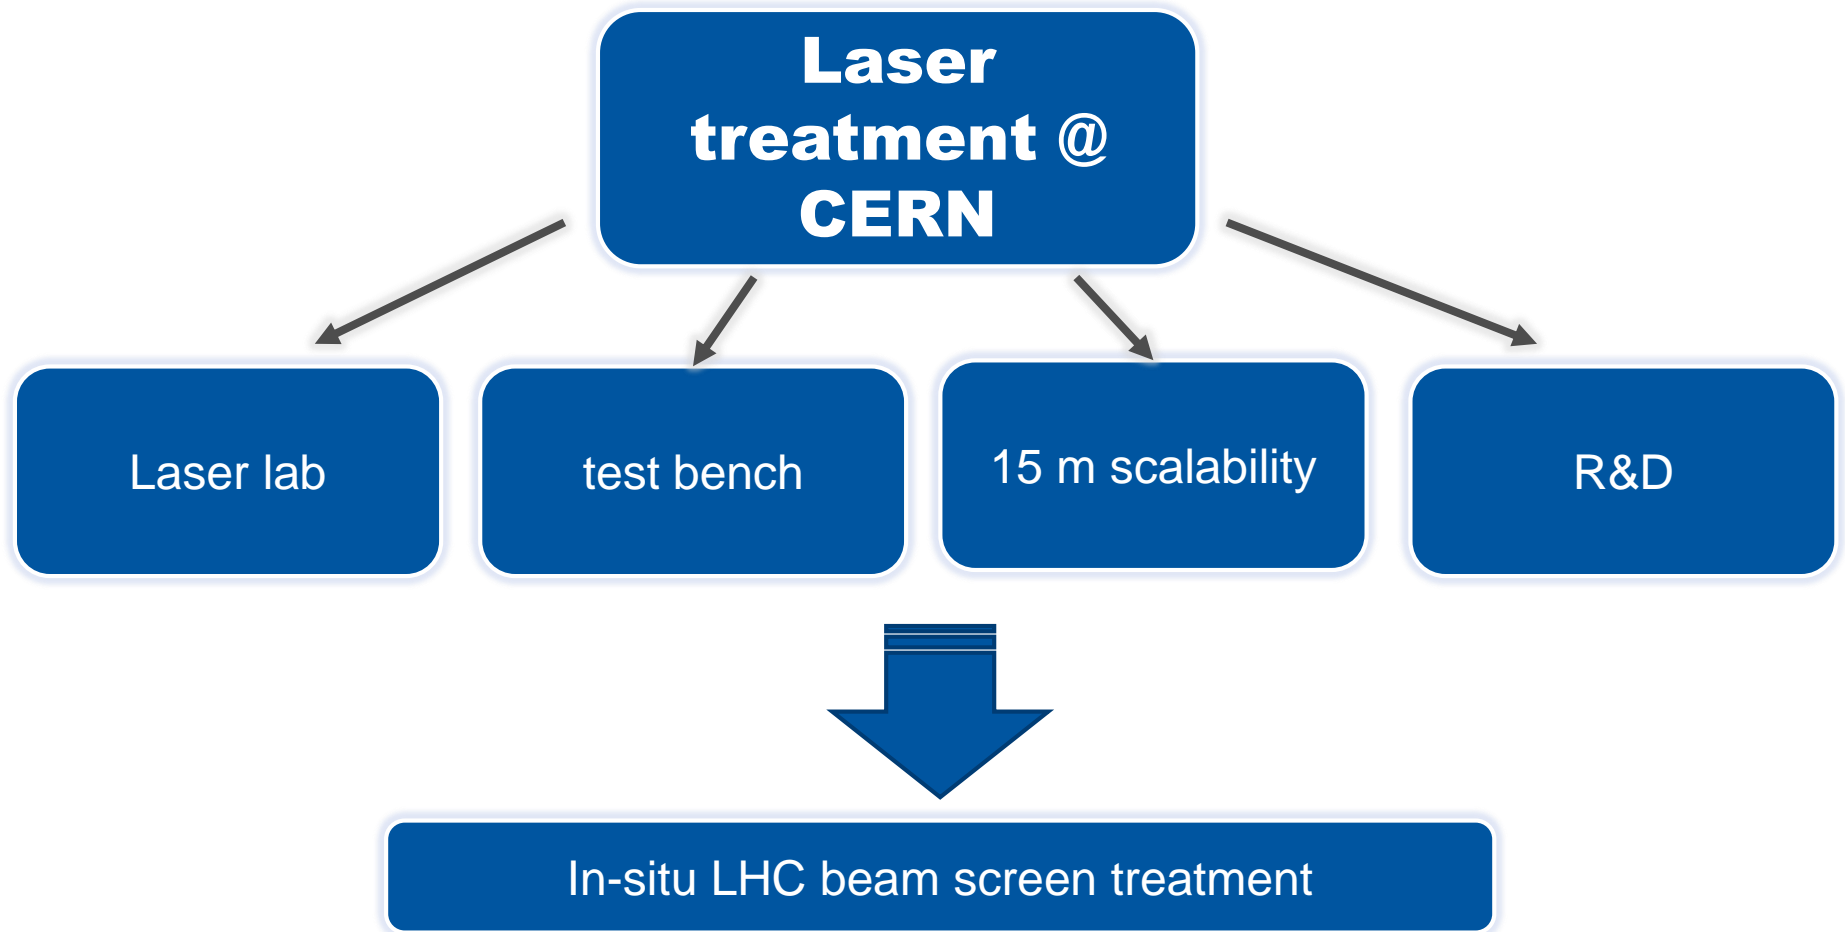 Laser
treatment @
CERN
Laser lab
test bench
15 m scalability
R&D
In-situ LHC beam screen treatment